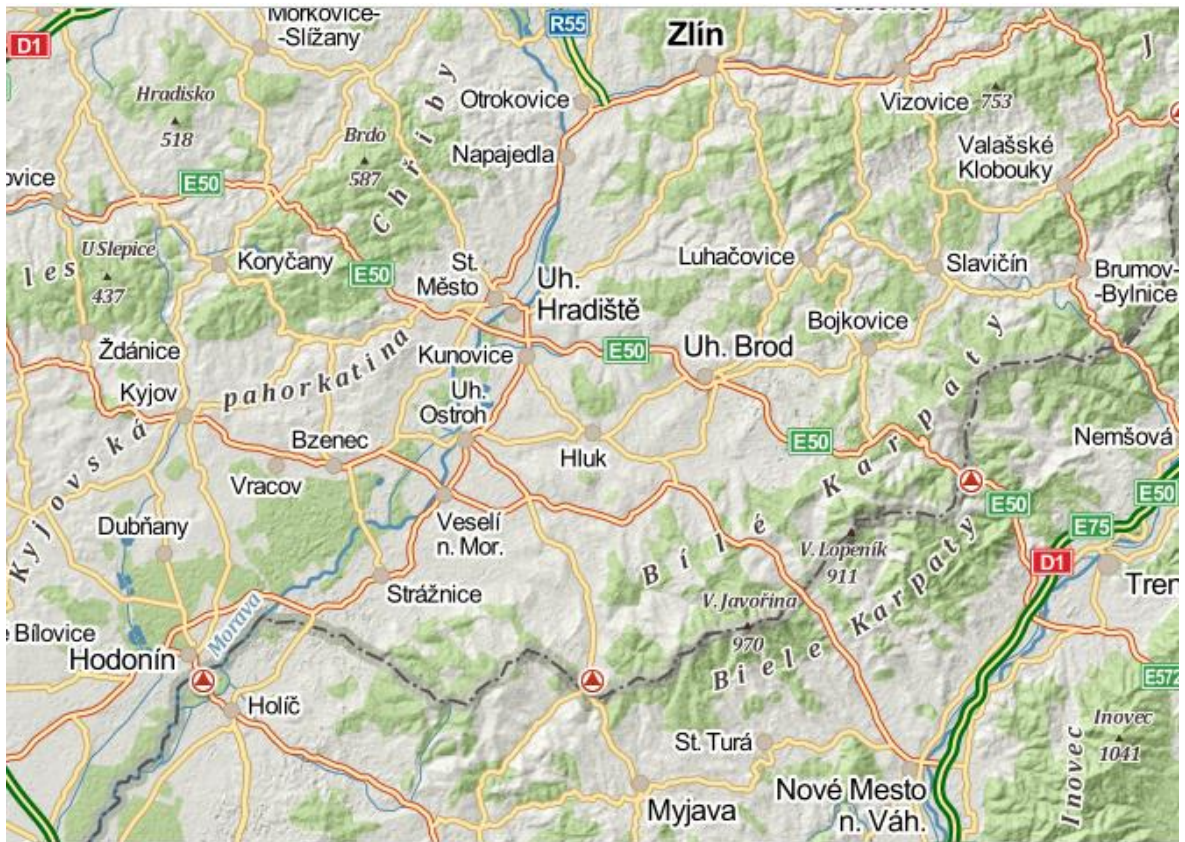 Morkovice-
-Slížany
R55
Zlín
D1
J
Hradisko
518
Otrokovice
Vizovice
753
Brdo
587
Chřiby
Napajedla
Valašské
Klobouky
ovice
E50
U Slepice
437
les
Koryčany
E50
St.
Město
Uh.
Hradiště
Luhačovice
Slavičín
Brumov-
-Bylnice
Bojkovice
Ždánice
Kunovice
E50
Uh. Brod
Kyjov
pahorkatina
Uh.
Ostroh
Bzenec
Hluk
E50
Nemšová
Vracov
Kyjovská
Bílé Karpaty
E50
E50
Dubňany
Veselí
n. Mor.
E75
V. Lopeník
911
D1
Tren
Strážnice
V. Javořina
970
Biele Karpaty
Morava
e Bílovice
Hodonín
E572
Holíč
St. Turá
Inovec
1041
Inovec
Nové Mesto
n. Váh.
Myjava